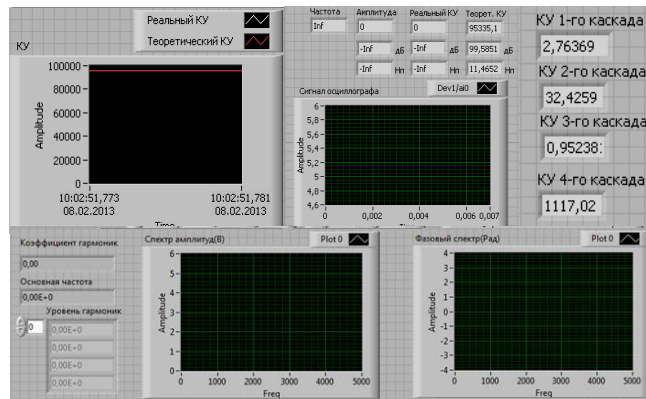 Реальный КУ
Теоретический КУ
КУ
Amplitude
100000
80000
60000
40000
20000
0
10:02:51,773
08.02.2013
10:02:51,781
08.02.2013
Частота Амплитуда Реальный КУ Теорет. КУ
Inf 0 0 95335,1
-Inf дБ -Inf дБ 99,5851 дБ
-Inf Нп -Inf Нп 11,4652 Нп
Сигнал осциллографа Dev1/ai0
Amplitude
6
5,8
5,6
5,4
5,2
5
4,8
4,6
0 0,002 0,004 0,006 0,007
КУ 1-го каскада
2,76369
КУ 2-го каскада
32,4259
КУ 3-го каскада
0,95238:
КУ 4-го каскада
1117,02
Коэффициент гармоник
0,00
Основная частота
0,00E+0
Уровень гармоник
0 0,00E+0
0,00E+0
0,00E+0
0,00E+0
Спектр амплитуд(В) Plot 0
Amplitude
6
5
4
3
2
1
0
0 1000 2000 3000 4000 5000
Freq
Фазовый спектр(Рад) Plot 0
Amplitude
4
3
2
1
0
-1
-2
-3
-4
0 1000 2000 3000 4000 5000
Freq